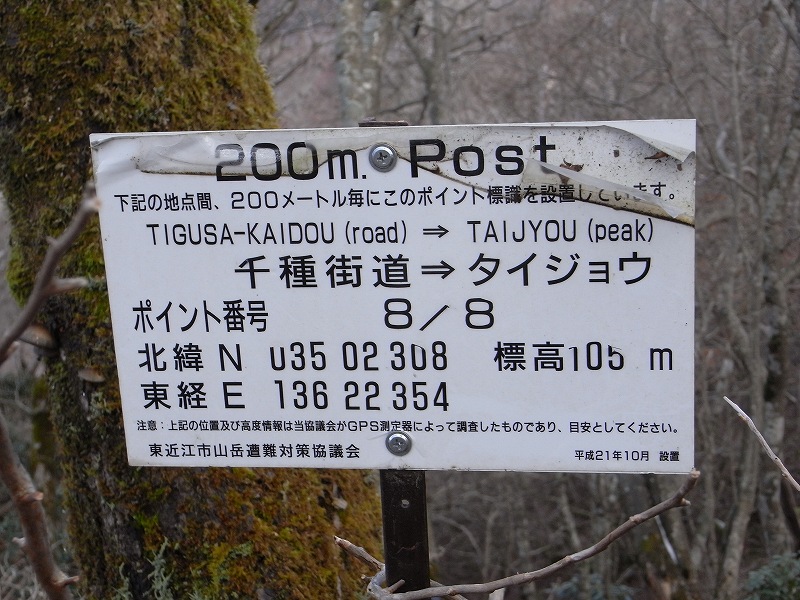 200m. Post
下記の地点間、200メートル毎にこのポイント標識を設置しています。
TIGUSA-KAIDOU (road) ⇒ TAIJYOU (peak)
千種街道⇒タイジョウ
ポイント番号 8／8
北緯 N 035 02 308 標高105 m
東経 E 136 22 354
注意：上記の位置及び高度情報は当協議会がGPS測定器によって調査したものであり、目安としてください。
東近江市山岳遭難対策協議会
平成21年10月 設置